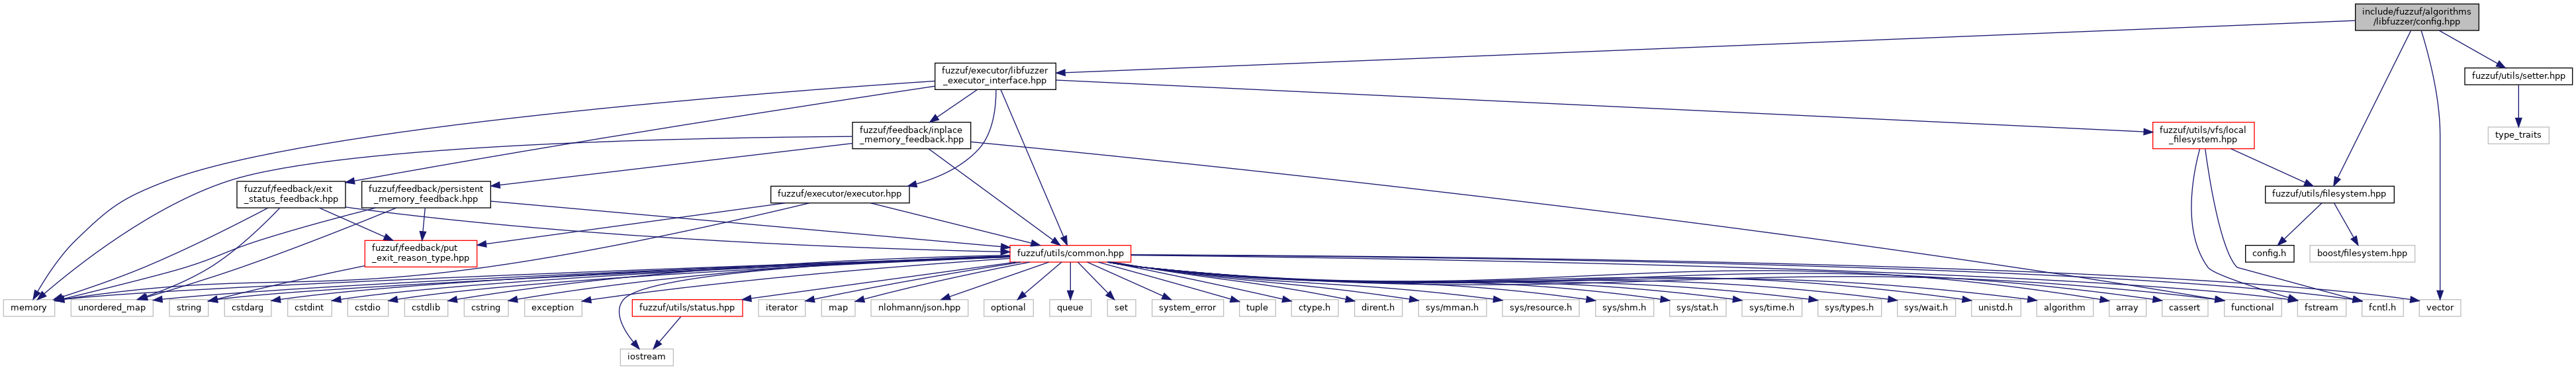 include/fuzzuf/algorithms
/libfuzzer/config.hpp
fuzzuf/executor/libfuzzer
_executor_interface.hpp
fuzzuf/utils/setter.hpp
fuzzuf/feedback/inplace
_memory_feedback.hpp
fuzzuf/utils/vfs/local
_filesystem.hpp
type_traits
fuzzuf/feedback/exit
_status_feedback.hpp
fuzzuf/feedback/persistent
_memory_feedback.hpp
fuzzuf/executor/executor.hpp
fuzzuf/utils/filesystem.hpp
fuzzuf/feedback/put
_exit_reason_type.hpp
fuzzuf/utils/common.hpp
config.h
boost/filesystem.hpp
memory
unordered_map
string
cstdarg
cstdint
cstdio
cstdlib
cstring
exception
fuzzuf/utils/status.hpp
iterator
map
nlohmann/json.hpp
optional
queue
set
system_error
tuple
ctype.h
dirent.h
sys/mman.h
sys/resource.h
sys/shm.h
sys/stat.h
sys/time.h
sys/types.h
sys/wait.h
unistd.h
algorithm
array
cassert
functional
fstream
fcntl.h
vector
iostream